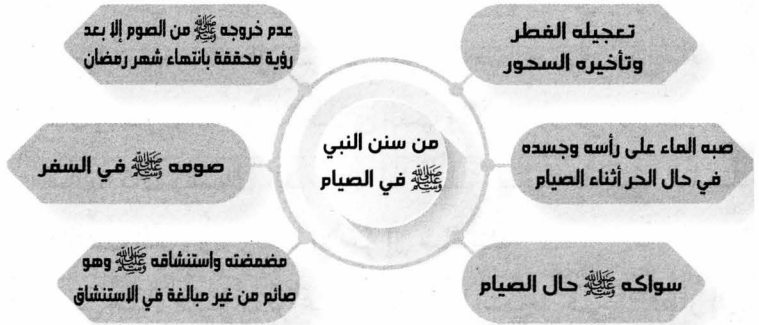 من سنن النبي
ﷺ في الصيام
تعجيله الفطر
وتأخيره السحور
صبه الماء على رأسه وجسده
في حال الحر أثناء الصيام
سواكه ﷺ حال الصيام
عدم خروجه ﷺ من الصوم إلا بعد
رؤية محققة بانتهاء شهر رمضان
صومه ﷺ في السفر
مضمضته واستنشاقه ﷺ وهو
صائم من غير مبالغة في الاستنشاق